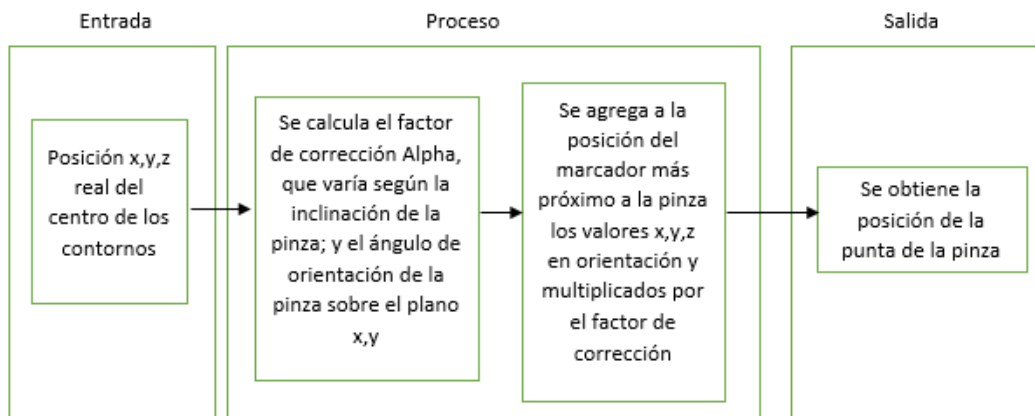 Entrada
Proceso
Salida
Posición x,y,z
real del
centro de los
contornos
Se calcula el factor
de corrección Alpha,
que varía según la
inclinación de la
pinza; y el ángulo de
orientación de la
pinza sobre el plano
x,y
Se agrega a la
posición del
marcador más
próximo a la pinza
los valores x,y,z
en orientación y
multiplicados por
el factor de
corrección
Se obtiene la
posición de la
punta de la pinza